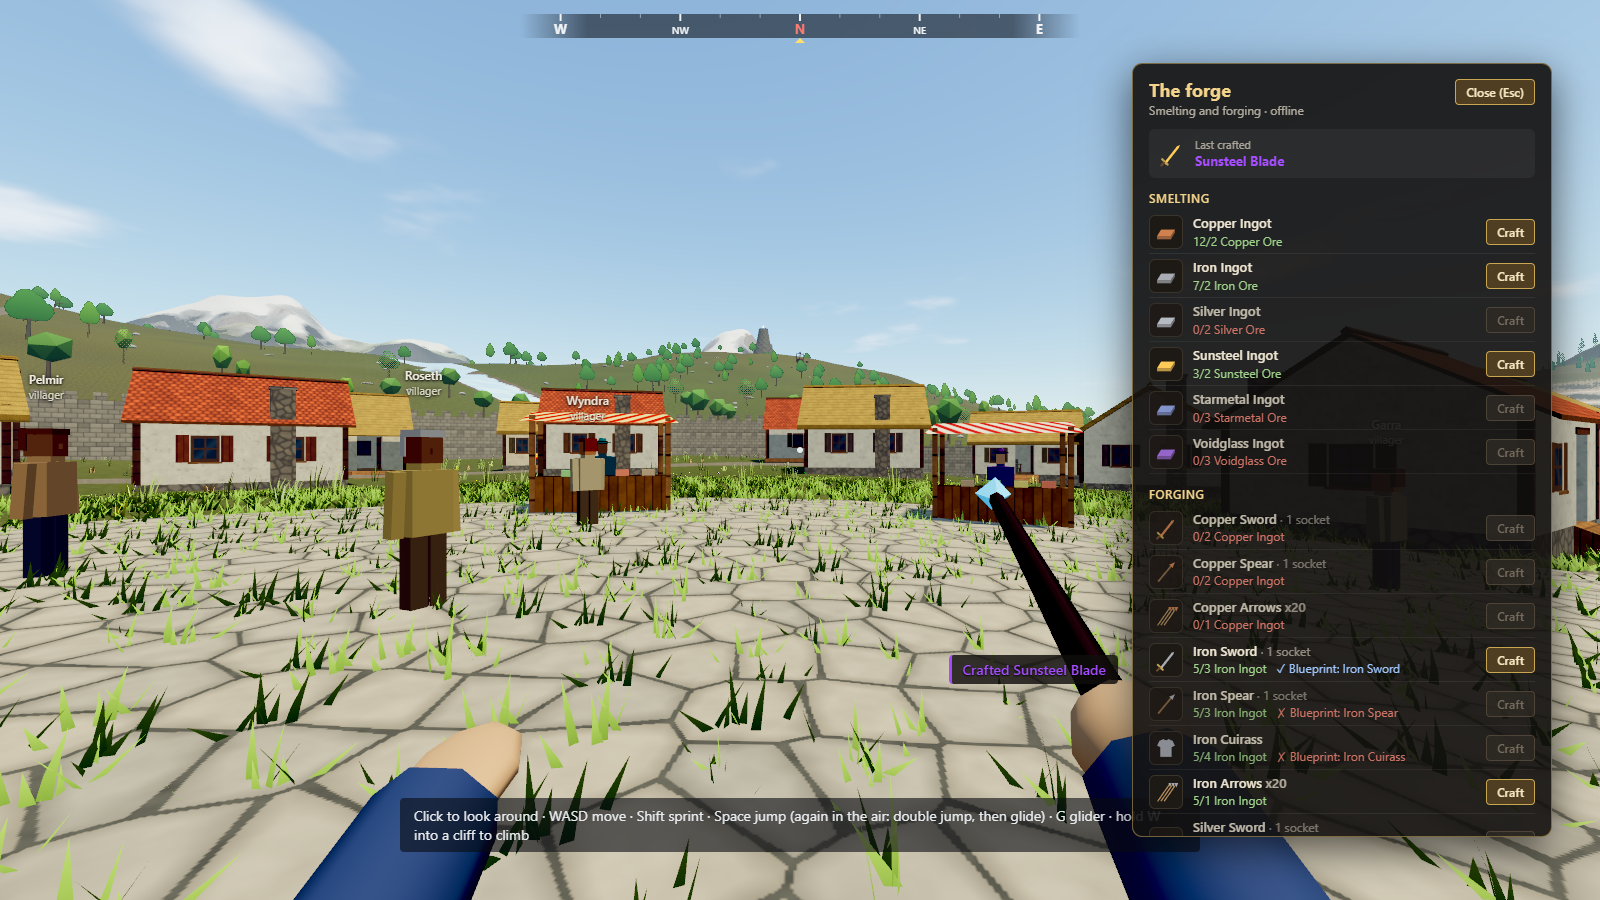 W NW N NE E
The forge
Close (Esc)
Smelting and forging · offline
Last crafted
Sunsteel Blade
SMELTING
Copper Ingot
12/2 Copper Ore
Craft
Iron Ingot
7/2 Iron Ore
Craft
Silver Ingot
0/2 Silver Ore
Craft
Sunsteel Ingot
3/2 Sunsteel Ore
Craft
Starmetal Ingot
0/3 Starmetal Ore
Craft
Voidglass Ingot
0/3 Voidglass Ore
Craft
FORGING
Copper Sword · 1 socket
0/2 Copper Ingot
Craft
Copper Spear · 1 socket
0/2 Copper Ingot
Craft
Copper Arrows x20
0/1 Copper Ingot
Craft
Iron Sword · 1 socket
5/3 Iron Ingot ✓ Blueprint: Iron Sword
Craft
Iron Spear · 1 socket
5/3 Iron Ingot ✗ Blueprint: Iron Spear
Craft
Iron Cuirass
5/4 Iron Ingot ✗ Blueprint: Iron Cuirass
Craft
Iron Arrows x20
5/1 Iron Ingot
Craft
Silver Sword · 1 socket
Pelmir
villager
Roseth
villager
Wyndra
villager
Crafted Sunsteel Blade
Click to look around · WASD move · Shift sprint · Space jump (again in the air: double jump, then glide) · G glider · hold W
into a cliff to climb